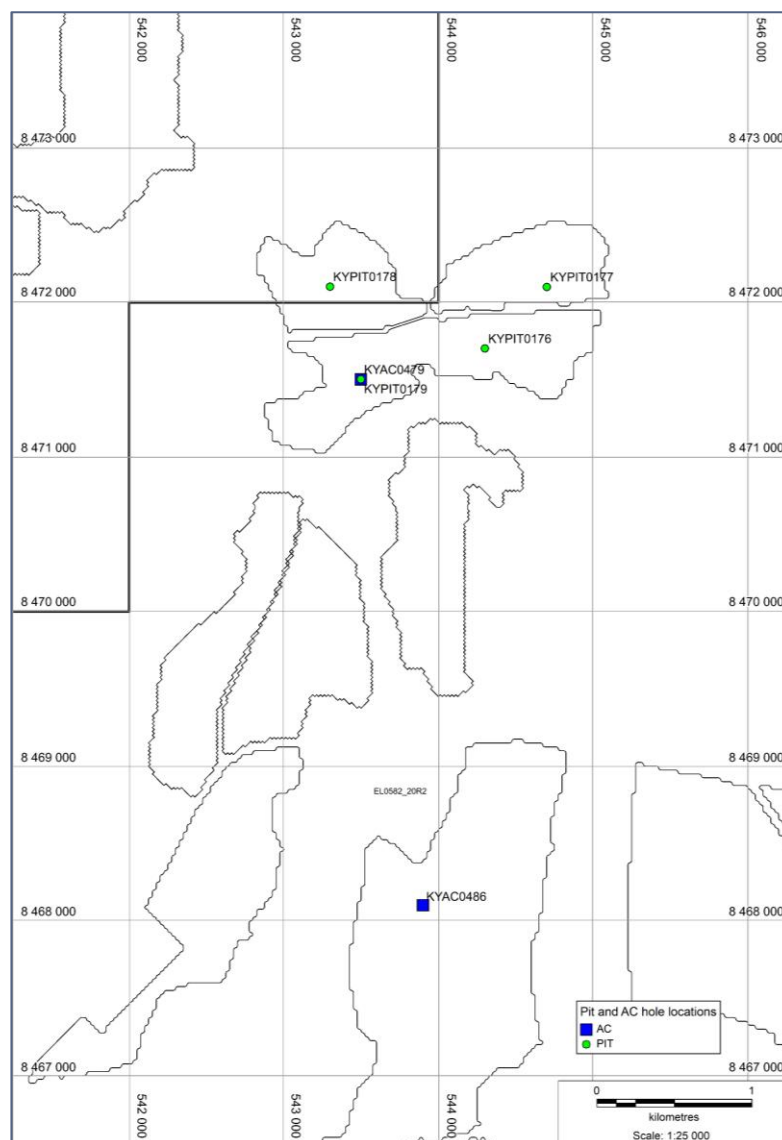 542 000
543 000
544 000
545 000
546 000
8 473 000
8 473 000
KYPIT0178
KYPIT0177
8 472 000
8 472 000
KYPIT0176
KYAC0479
KYPIT0179
8 471 000
8 471 000
8 470 000
8 470 000
8 469 000
8 469 000
EL0582_20R2
KYAC0486
8 468 000
8 468 000
Pit and AC hole locations
AC
PIT
8 467 000
8 467 000
0
1
kilometres
Scale: 1:25 000
542 000
543 000
544 000